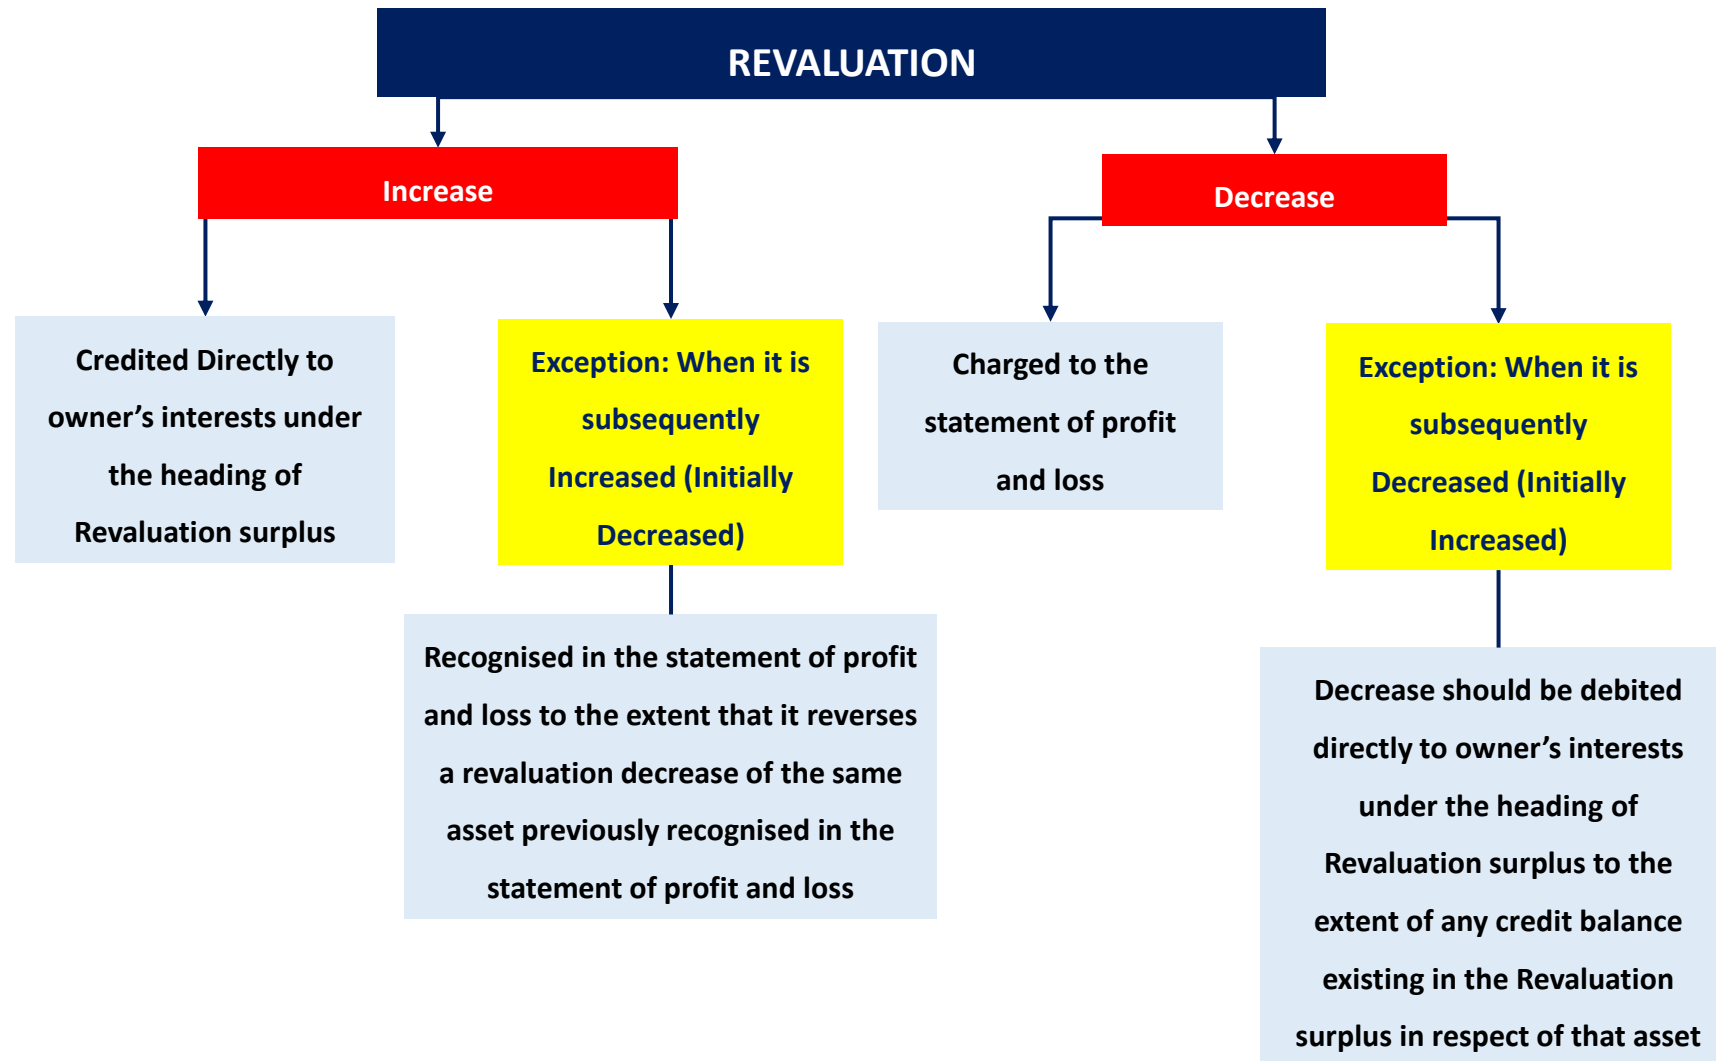 REVALUATION
Increase
Decrease
Credited Directly to
owner's interests under
the heading of
Revaluation surplus
Exception: When it is
subsequently
Increased (Initially
Decreased)
Charged to the
statement of profit
and loss
Exception: When it is
subsequently
Decreased (Initially
Increased)
Recognised in the statement of profit
and loss to the extent that it reverses
a revaluation decrease of the same
asset previously recognised in the
statement of profit and loss
Decrease should be debited
directly to owner's interests
under the heading of
Revaluation surplus to the
extent of any credit balance
existing in the Revaluation
surplus in respect of that asset